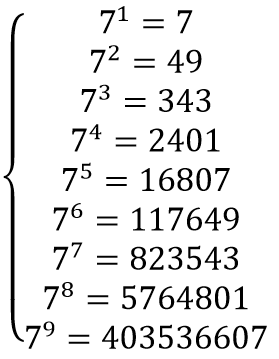 7¹ = 7
7² = 49
7³ = 343
7⁴ = 2401
7⁵ = 16807
7⁶ = 117649
7⁷ = 823543
7⁸ = 5764801
7⁹ = 403536607